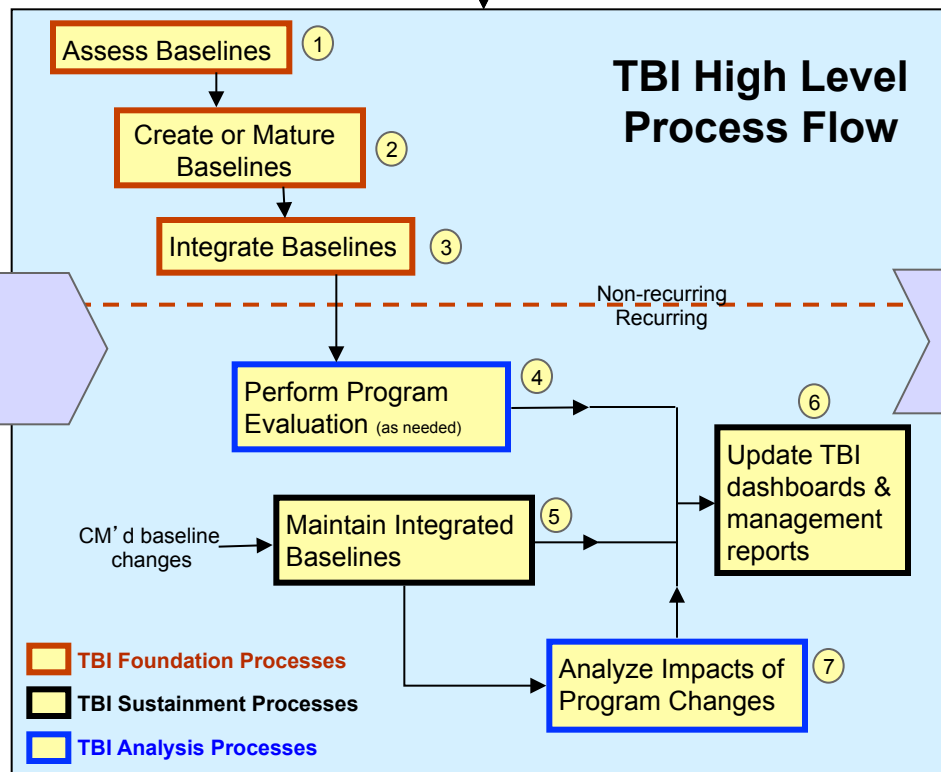 TBI High Level
Process Flow
Assess Baselines
1
Create or Mature
Baselines
2
Integrate Baselines
3
Non-recurring
Recurring
Perform Program
Evaluation (as needed)
4
6
Update TBI
dashboards &
management
reports
CM'd baseline
changes
Maintain Integrated
Baselines
5
Analyze Impacts of
Program Changes
7
TBI Foundation Processes
TBI Sustainment Processes
TBI Analysis Processes